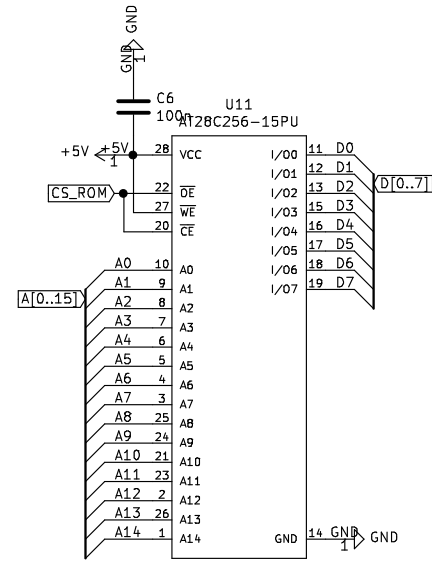 GND
GND
1
C6
100n
U11
AT28C256-15PU
+5V
+5V
1
28 VCC
I/O0 11 D0
I/O1 12 D1
D[0..7]
CS_ROM
22 OE
I/O2 13 D2
27 WE
I/O3 15 D3
20 CE
I/O4 16 D4
I/O5 17 D5
A0 10 A0
I/O6 18 D6
A[0..15]
A1 9 A1
I/O7 19 D7
A2 8 A2
A3 7 A3
A4 6 A4
A5 5 A5
A6 4 A6
A7 3 A7
A8 25 A8
A9 24 A9
A10 21 A10
A11 23 A11
A12 2 A12
A13 26 A13
A14 1 A14
GND 14 GND
1
GND